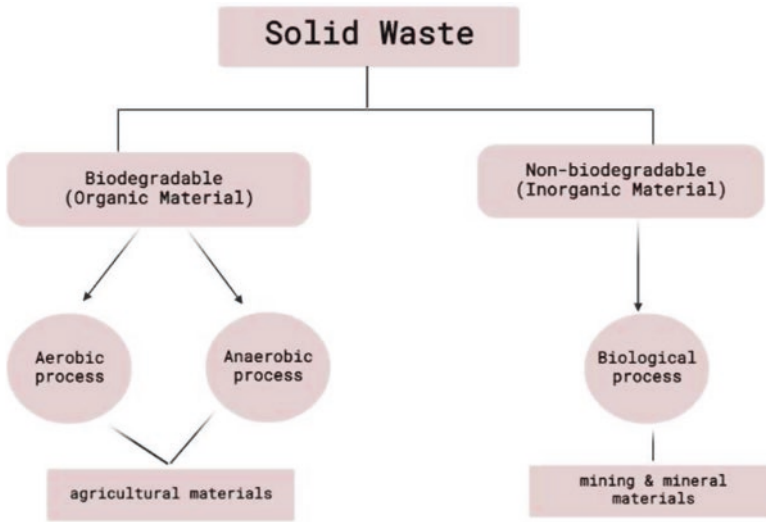 Solid Waste
Biodegradable
(Organic Material)
Non-biodegradable
(Inorganic Material)
Aerobic
process
Anaerobic
process
Biological
process
agricultural materials
mining & mineral
materials